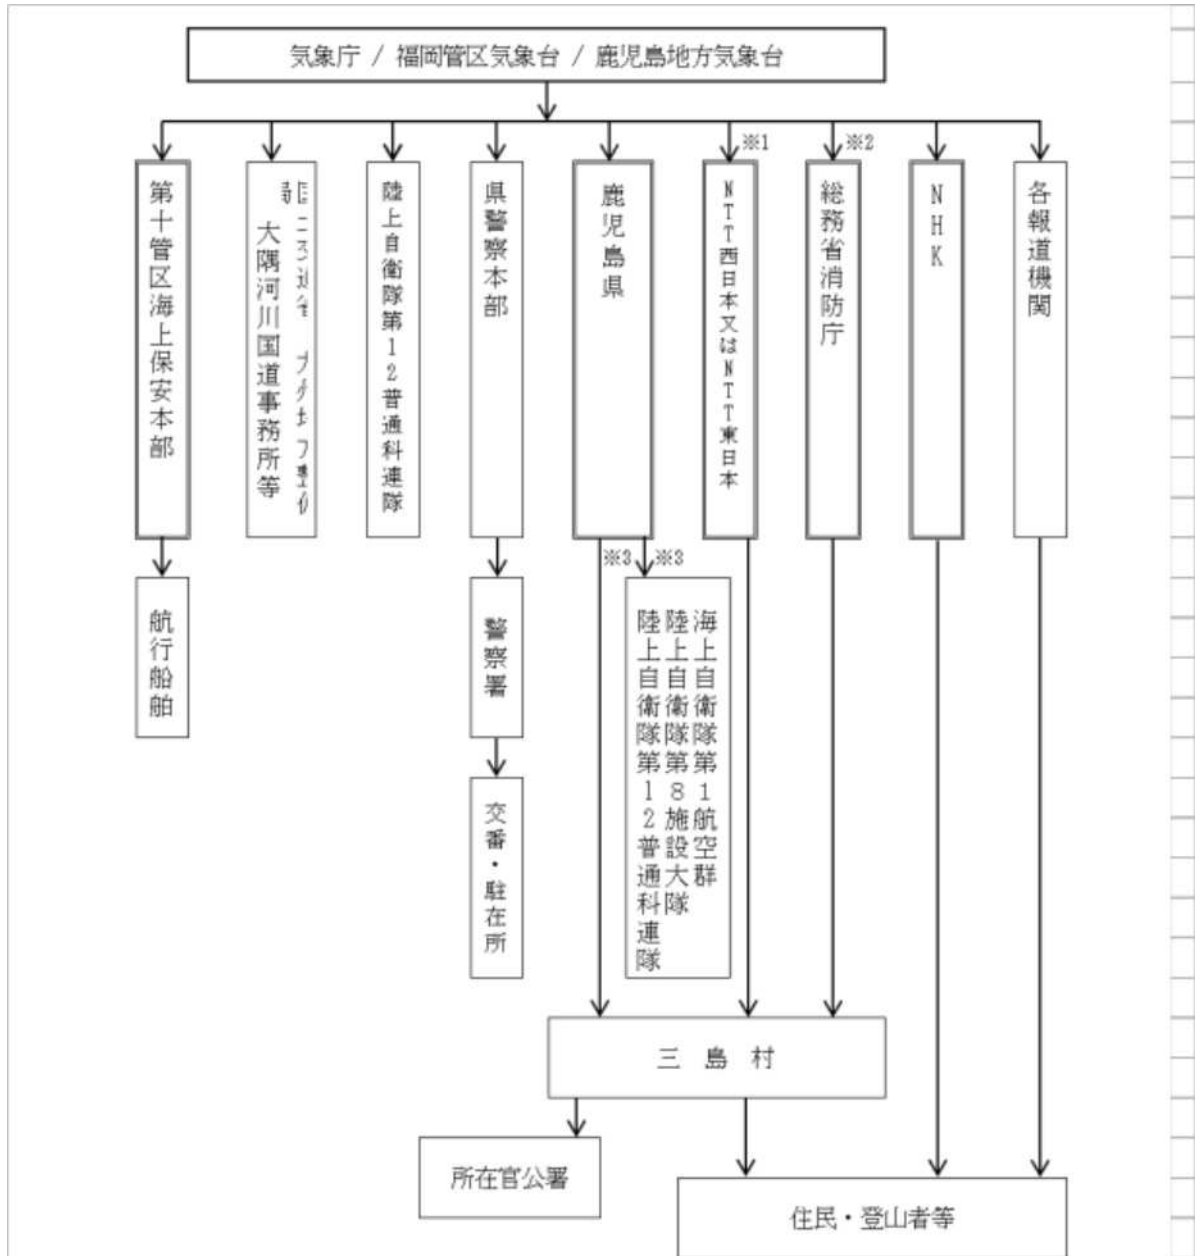 気象庁 / 福岡管区気象台 / 鹿児島地方気象台
※1
※2
第十管区海上保安本部
局
大隅河川国道事務所等
陸上自衛隊第12普通科連隊
県警察本部
鹿児島県
NTT西日本又はNTT東日本
総務省消防庁
NHK
各報道機関
※3
※3
航行船舶
警察署
海上自衛隊第1航空群
陸上自衛隊第8施設大隊
陸上自衛隊第12普通科連隊
交番・駐在所
三島村
所在官公署
住民・登山者等